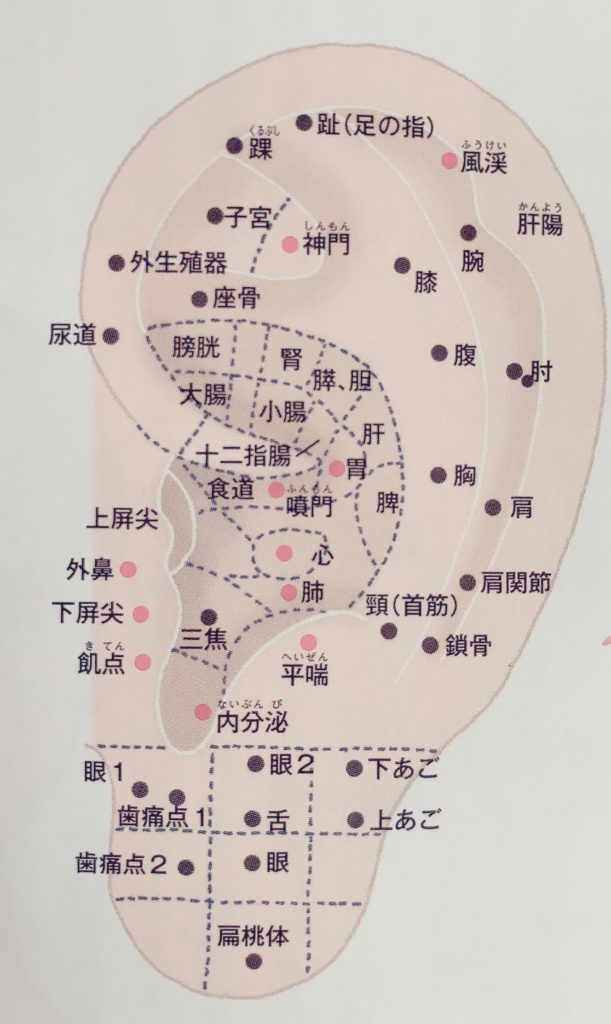 趾(足の指)
くるぶし
踝
ふうけい
風渓
子宮
しんもん
神門
かんよう
肝陽
腕
外生殖器
膝
座骨
尿道
膀胱
腎
腹
膵、胆
肘
大腸
小腸
肝
十二指腸
胃
胸
食道
ふんもん
噴門
脾
肩
上屏尖
心
外鼻
肺
肩関節
下屏尖
三焦
頸(首筋)
鎖骨
きてん
飢点
へいぜん
平喘
ないぶんぴ
内分泌
眼1
眼2
下あご
歯痛点1
舌
上あご
歯痛点2
眼
扁桃体